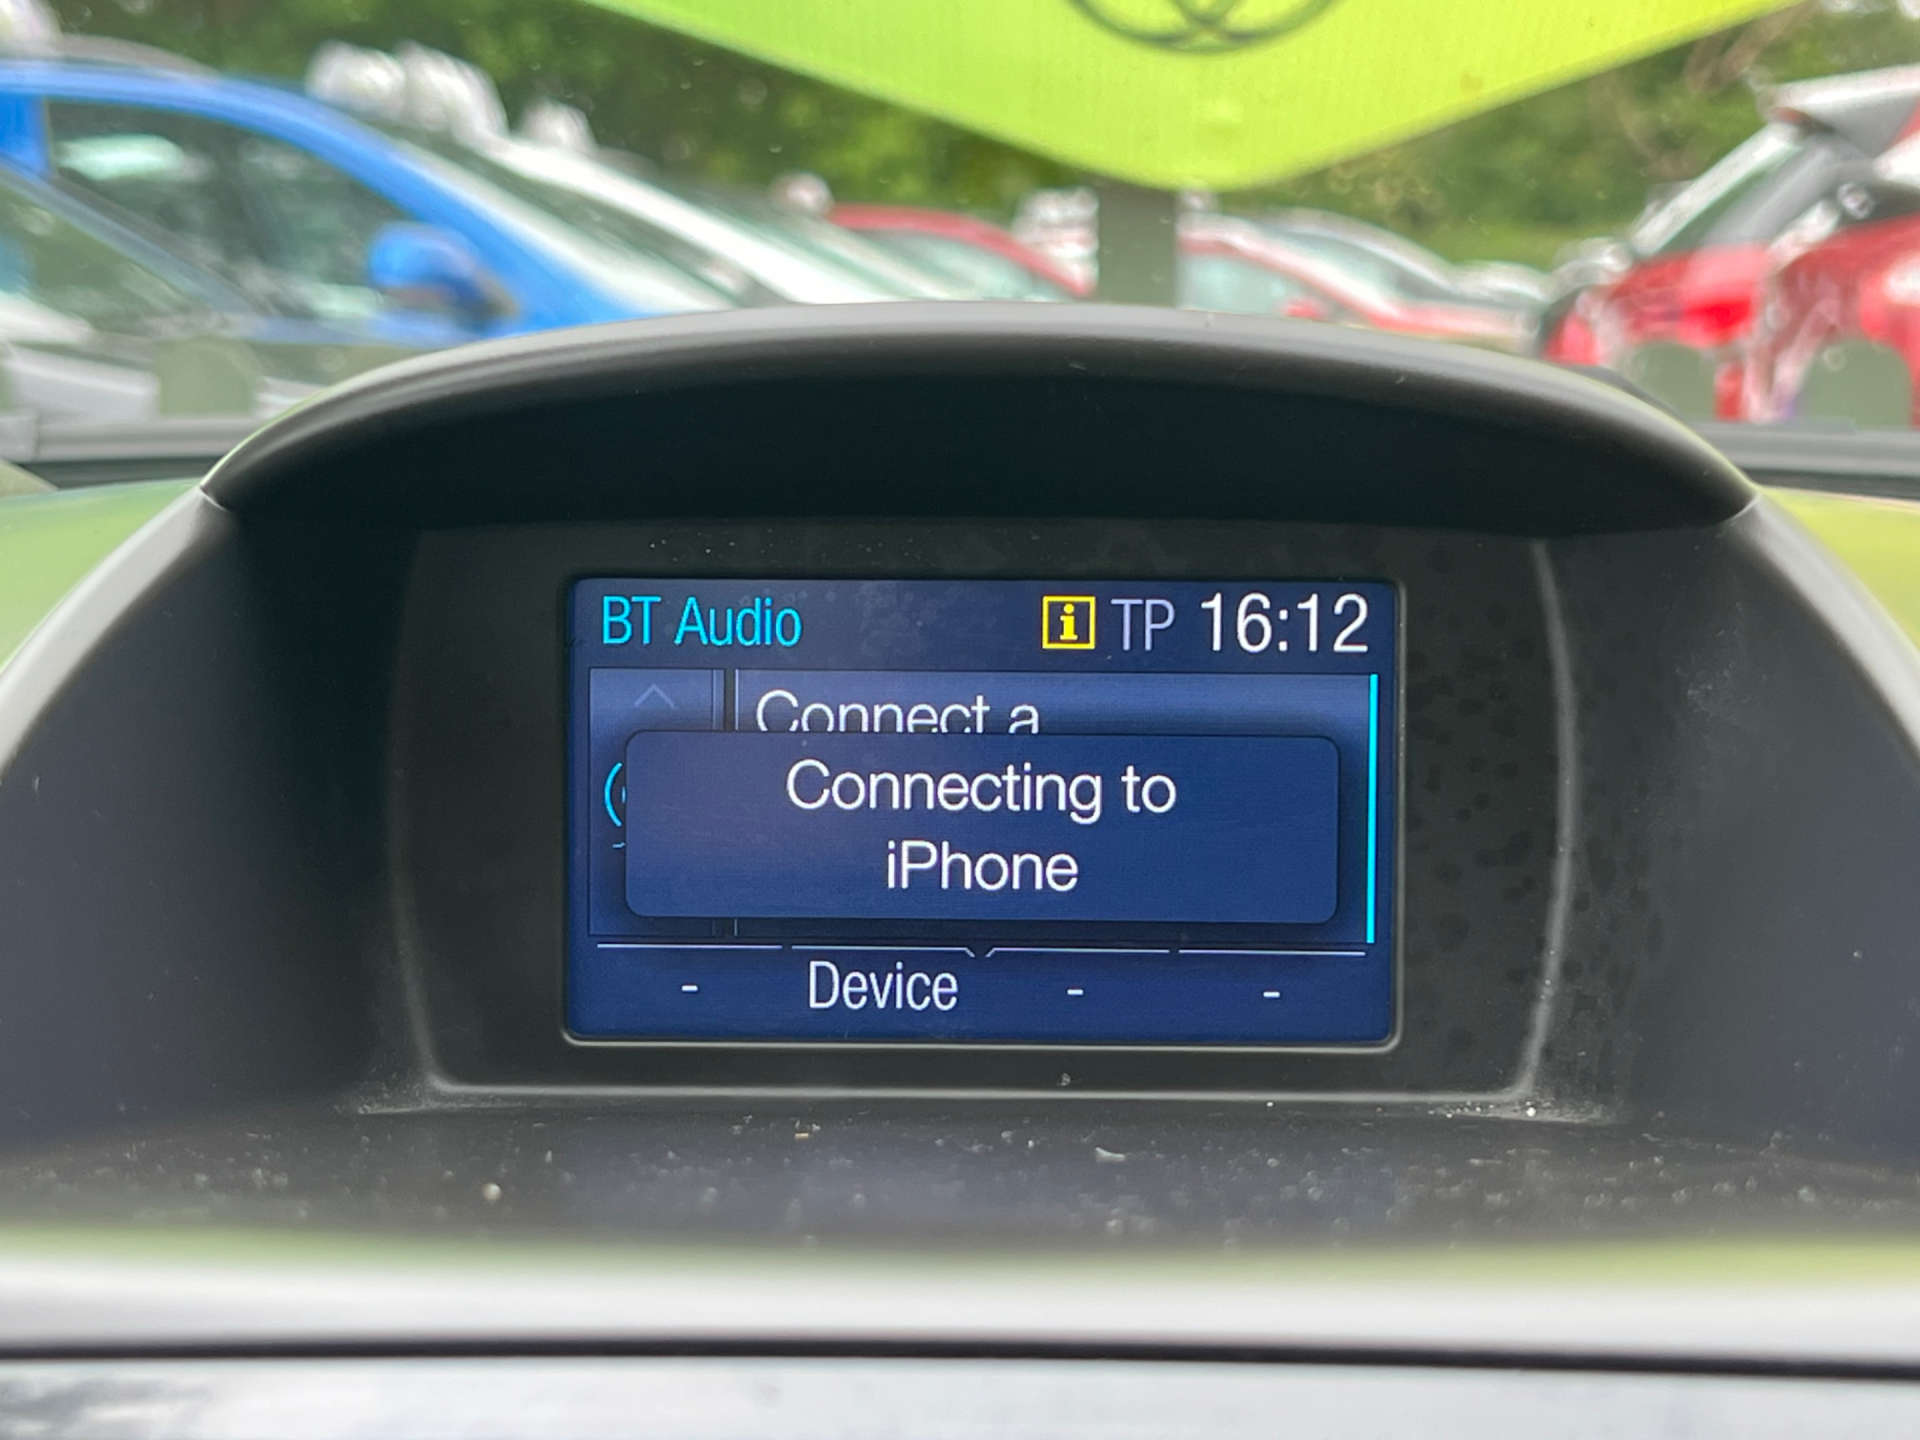 BT Audio
i TP 16:12
Connect a
Connecting to
iPhone
- Device - -